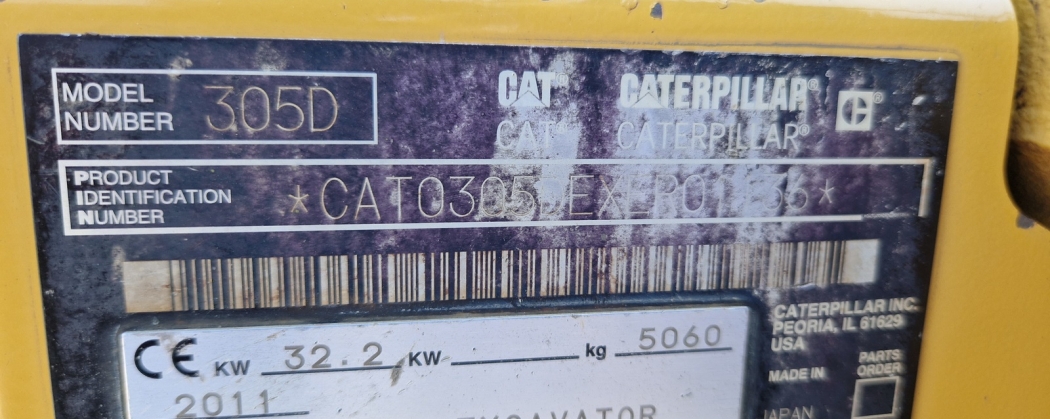 MODEL NUMBER 305D
CAT® CATERPILLAR®
CAT® CATERPILLAR®
PRODUCT IDENTIFICATION NUMBER
CE KW 32.2 KW kg 5060
2011
EXCAVATOR
CATERPILLAR INC.
PEORIA, IL 61629
USA
MADE IN
JAPAN
PARTS
ORDER